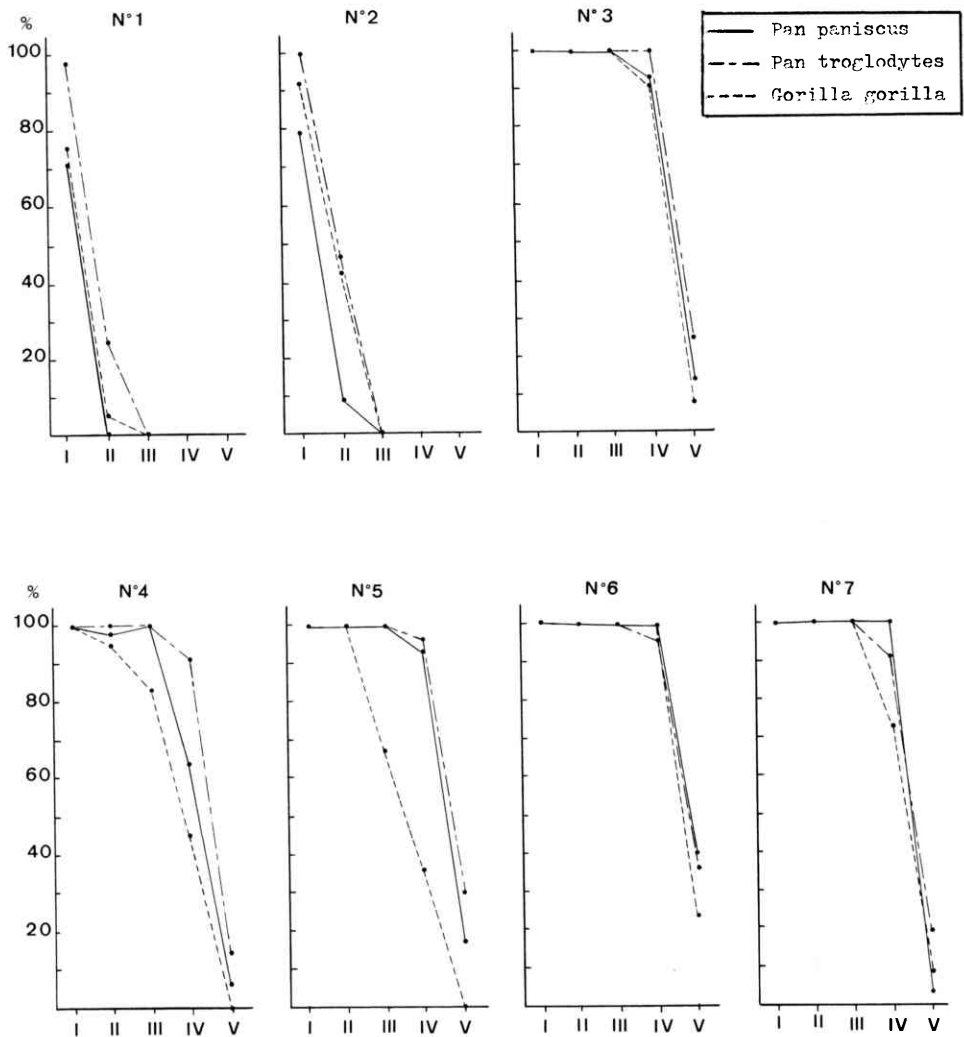 % N°1 N°2 N°3
Pan paniscus
Pan troglodytes
Gorilla gorilla
100
80
60
40
20
I II III IV V I II III IV V I II III IV V
% N°4 N°5 N°6 N°7
100
80
60
40
20
I II III IV V I II III IV V I II III IV V I II III IV V